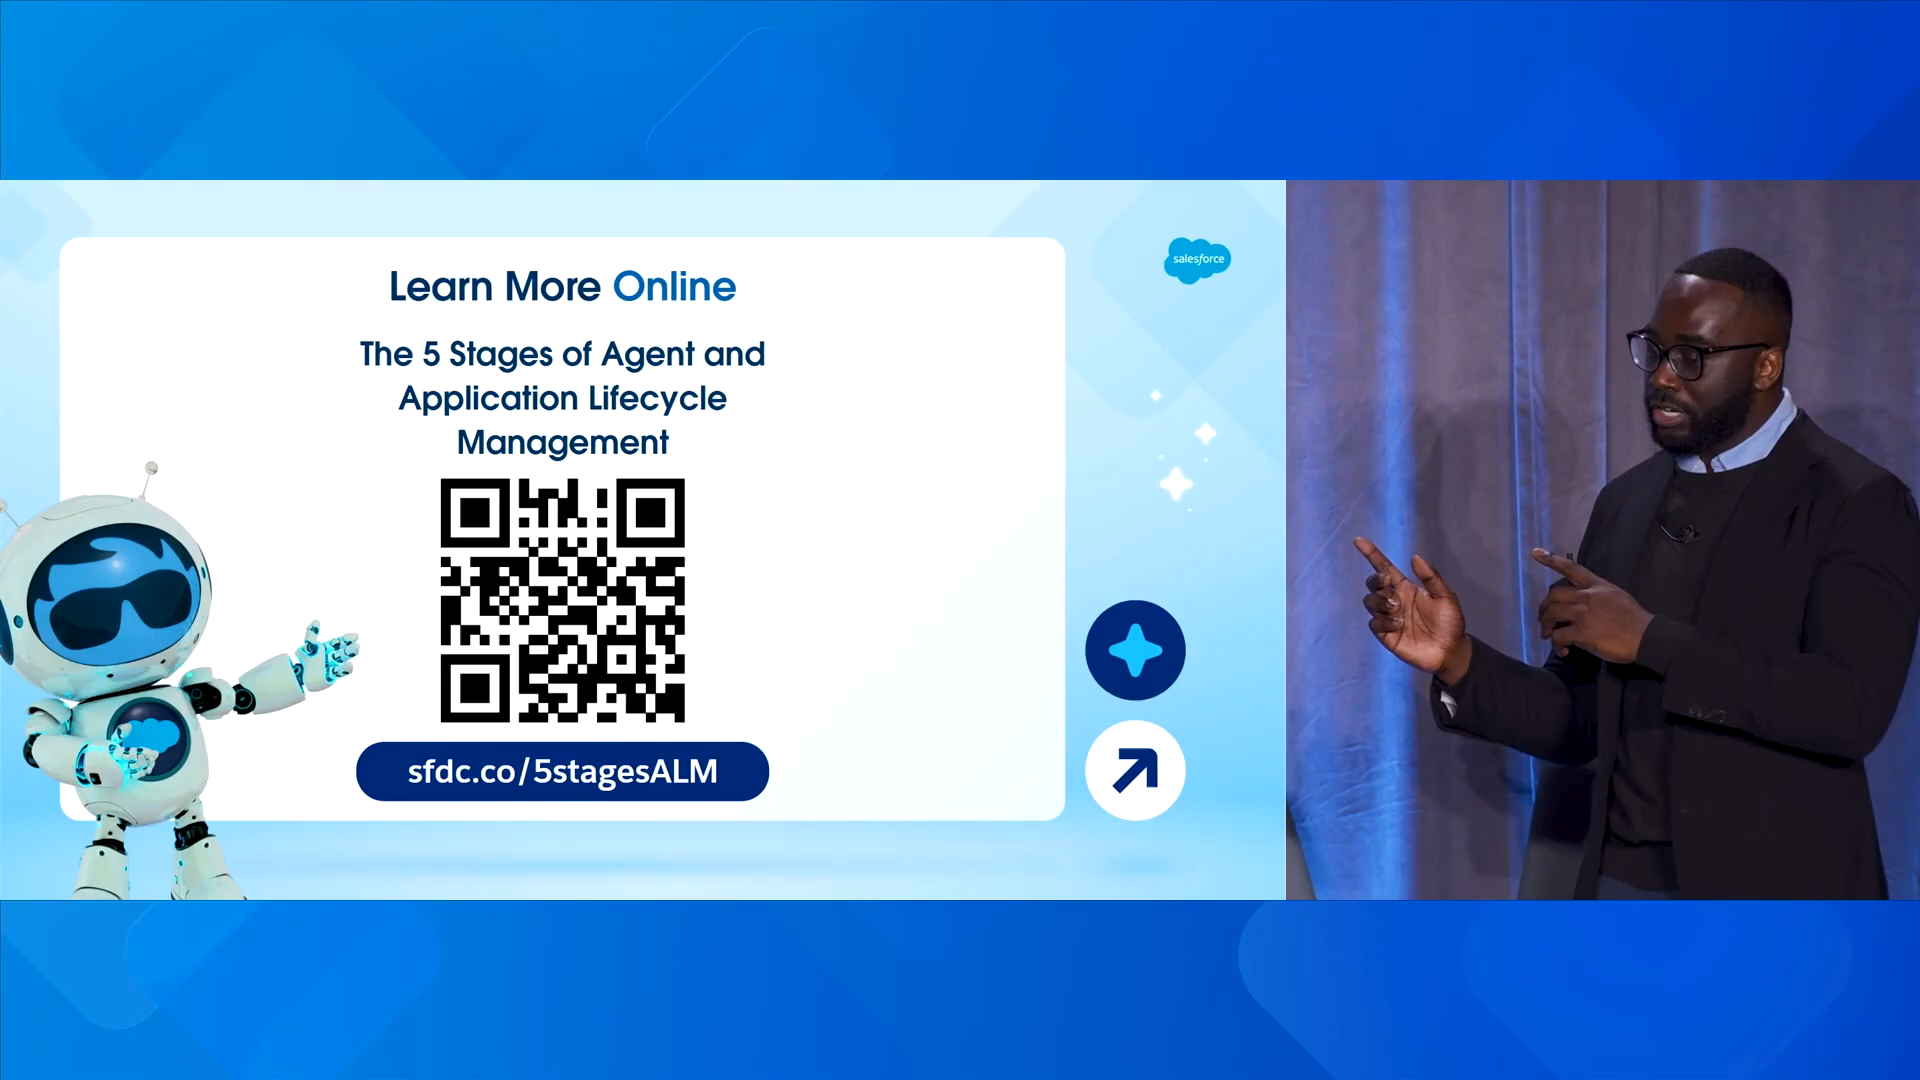 Learn More Online
The 5 Stages of Agent and
Application Lifecycle
Management
sfdc.co/5stagesALM
salesforce